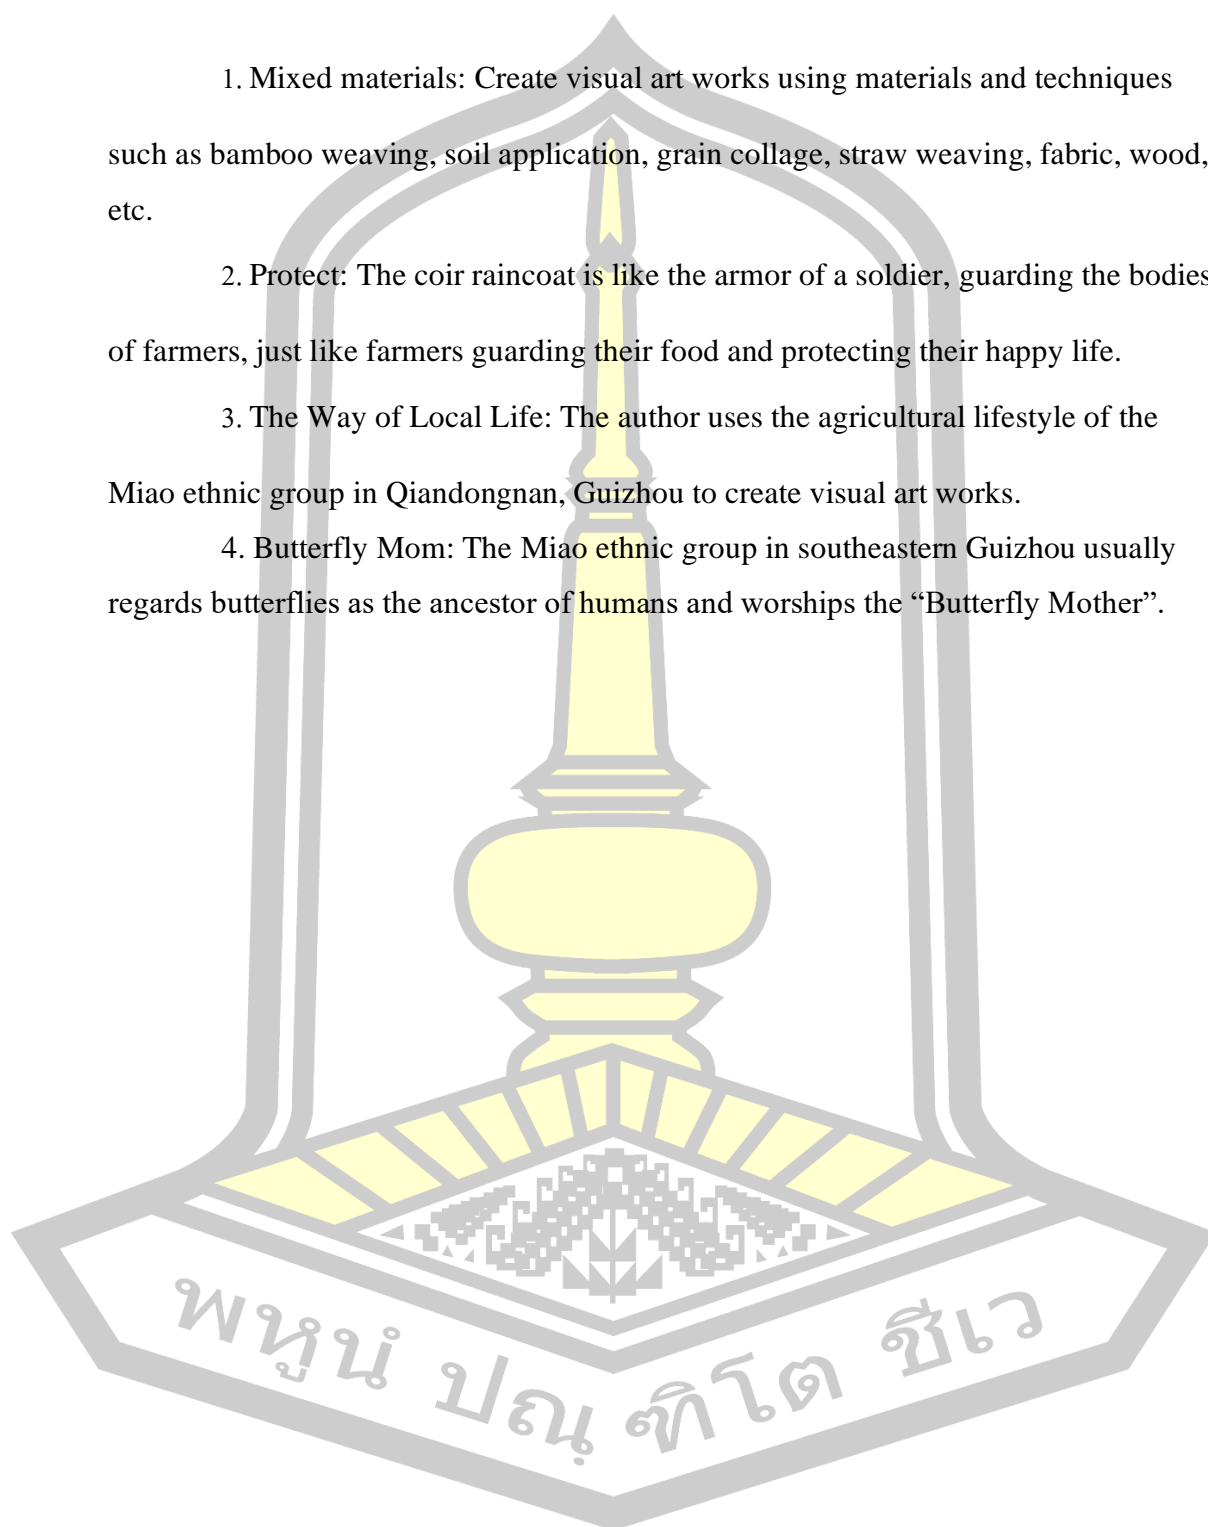 1. Mixed materials: Create visual art works using materials and techniques
such as bamboo weaving, soil application, grain collage, straw weaving, fabric, wood,
etc.
2. Protect: The coir raincoat is like the armor of a soldier, guarding the bodies
of farmers, just like farmers guarding their food and protecting their happy life.
3. The Way of Local Life: The author uses the agricultural lifestyle of the
Miao ethnic group in Qiandongnan, Guizhou to create visual art works.
4. Butterfly Mom: The Miao ethnic group in southeastern Guizhou usually
regards butterflies as the ancestor of humans and worships the “Butterfly Mother”.
พหูนํ ปณฺ ฑิโต ชีเว